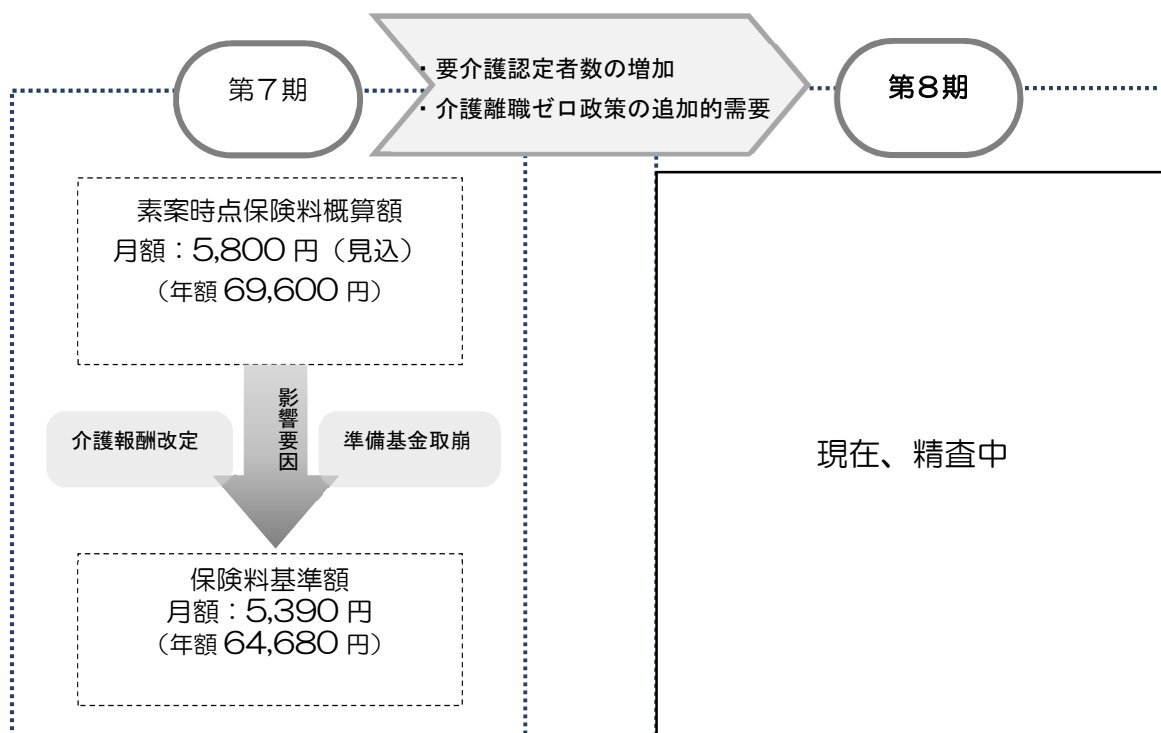 第7期
・要介護認定者数の増加
・介護離職ゼロ政策の追加的需要
第8期
素案時点保険料概算額
月額：5,800円（見込）
（年額69,600円）
影響要因
介護報酬改定
準備基金取崩
保険料基準額
月額：5,390円
（年額64,680円）
現在、精査中